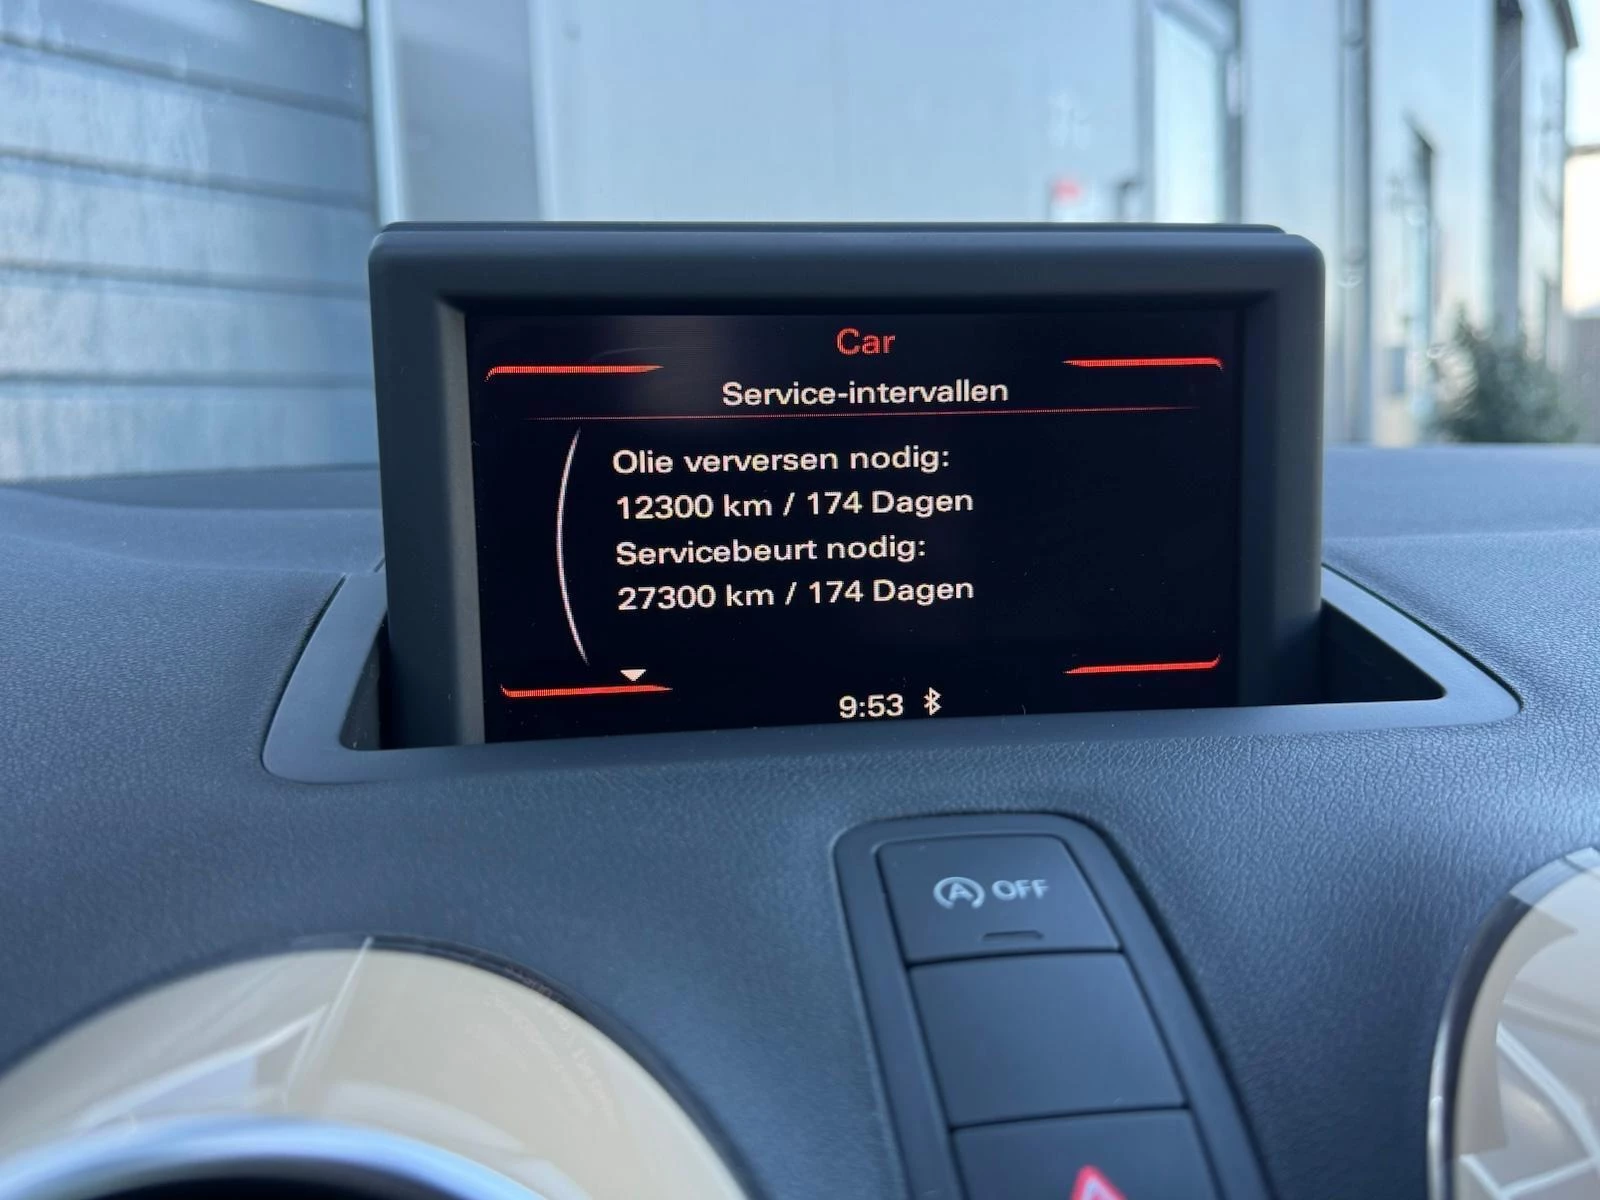 Car
Service-intervallen
Olie verversen nodig:
12300 km / 174 Dagen
Servicebeurt nodig:
27300 km / 174 Dagen
9:53
A OFF